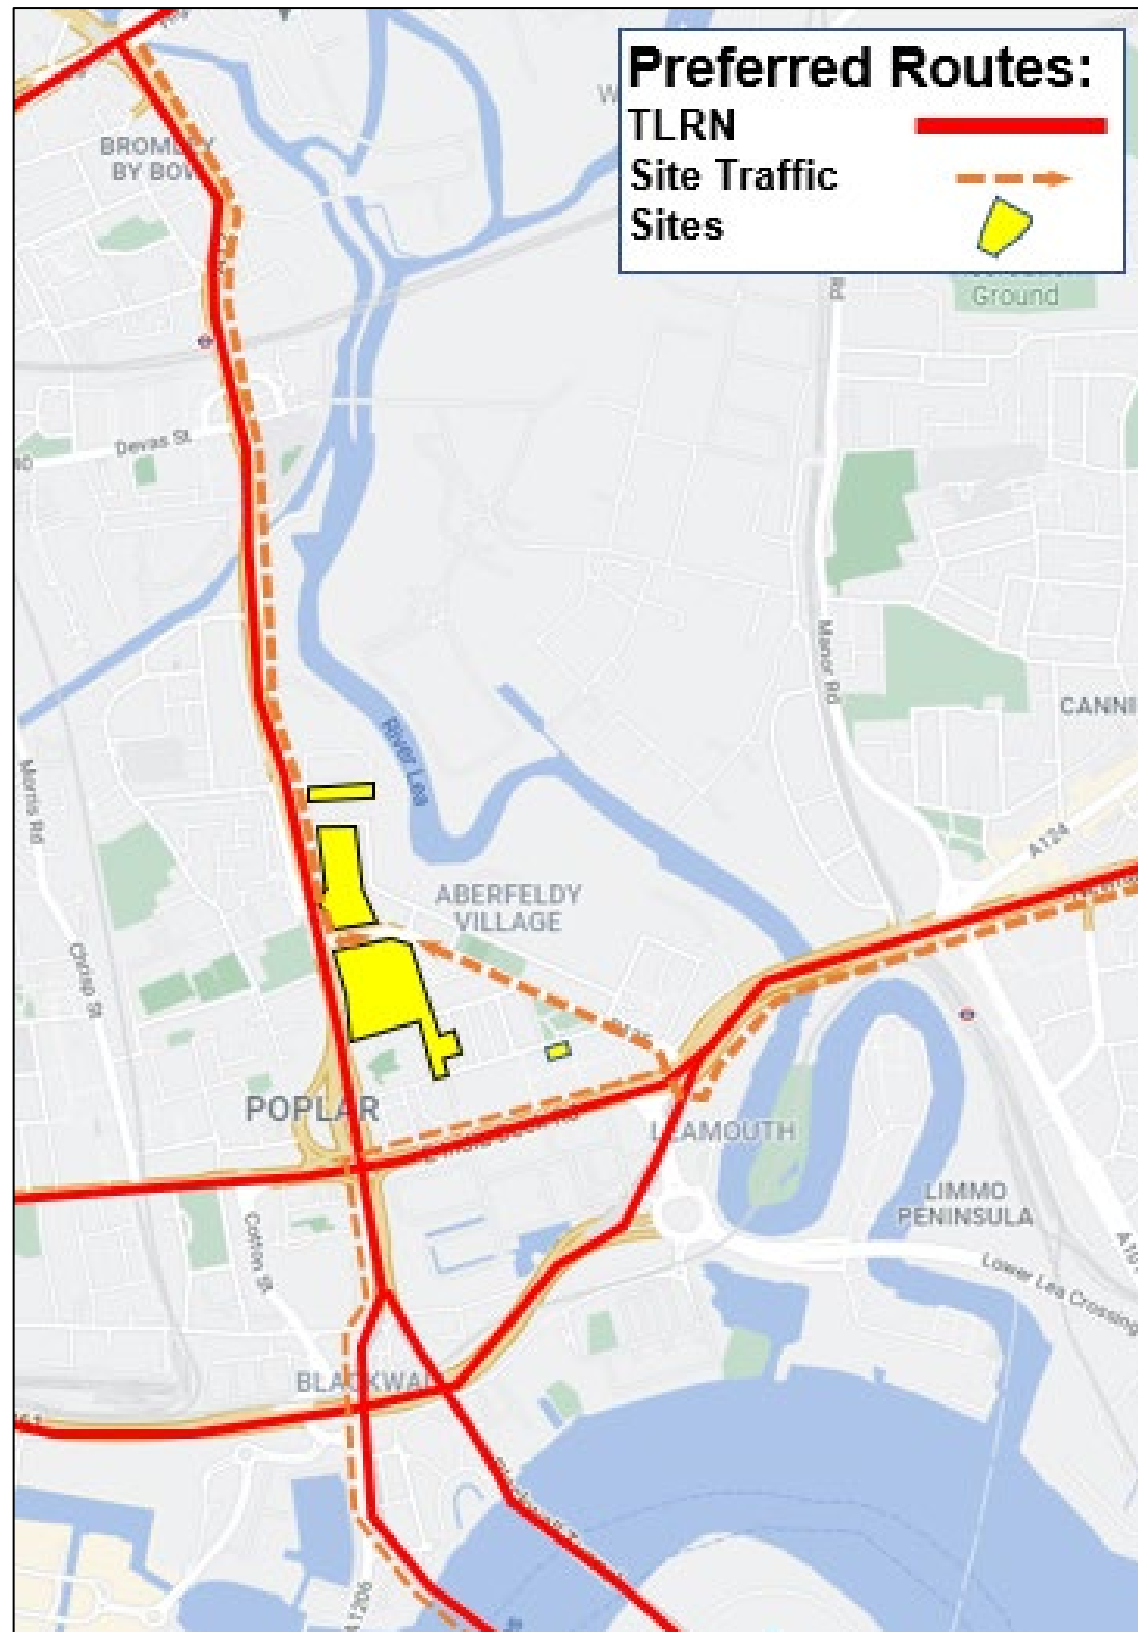 Preferred Routes:
TLRN
Site Traffic
Sites
BROMLEY
BY BOW
Ground
Rd
Devas St
Manor Rd
CANNI
River Lea
Morris Rd
A124
ABERFELDY
VILLAGE
Chrisp St
POPLAR
LEAMOUTH
LIMMO
PENINSULA
Cotton St
Lower Lea Crossing
BLACKWALL
A1206